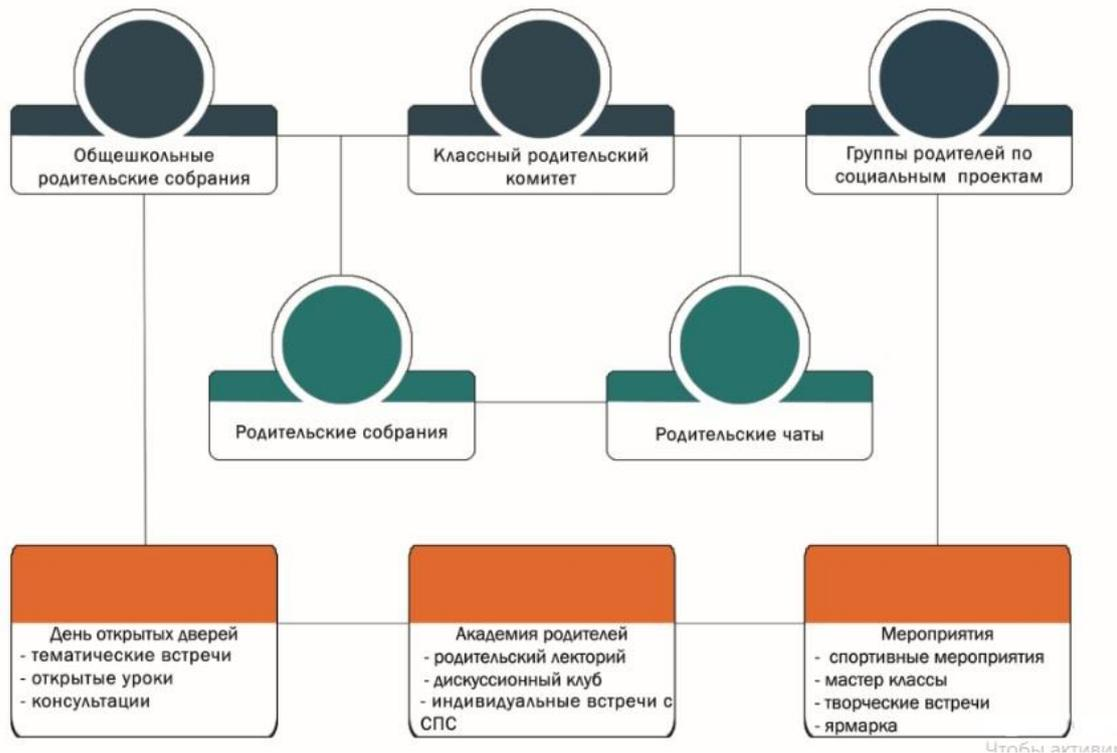 Общешкольные
родительские собрания
Классный родительский
комитет
Группы родителей по
социальным проектам
Родительские собрания
Родительские чаты
День открытых дверей
- тематические встречи
- открытые уроки
- консультации
Академия родителей
- родительский лекторий
- дискуссионный клуб
- индивидуальные встречи с
СПС
Мероприятия
- спортивные мероприятия
- мастер классы
- творческие встречи
- ярмарка
Чтобы